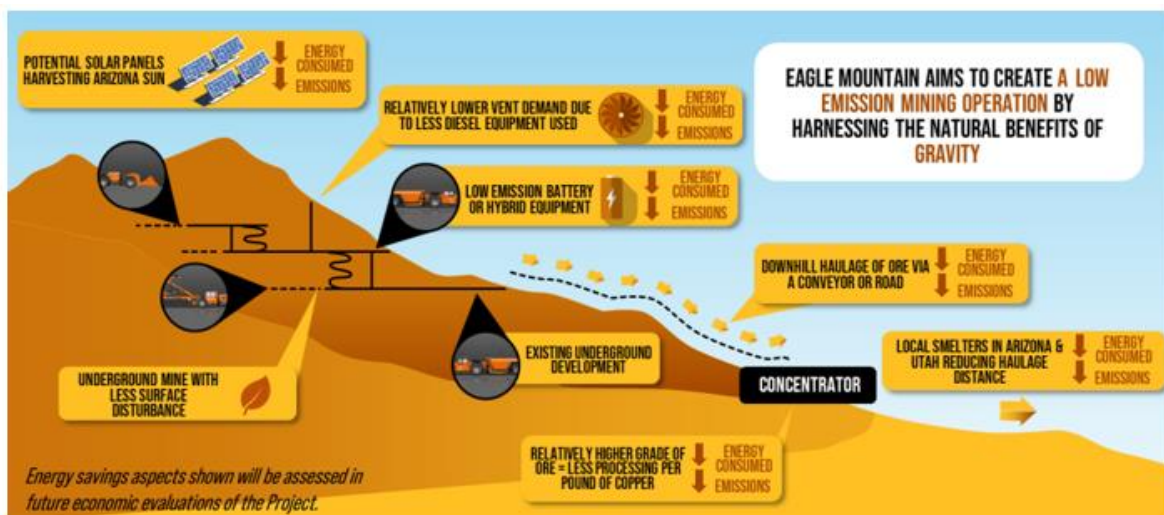 POTENTIAL SOLAR PANELS
HARVESTING ARIZONA SUN
ENERGY
CONSUMED
EMISSIONS
EAGLE MOUNTAIN AIMS TO CREATE A LOW
EMISSION MINING OPERATION BY
HARNESSING THE NATURAL BENEFITS OF
GRAVITY
RELATIVELY LOWER VENT DEMAND DUE
TO LESS DIESEL EQUIPMENT USED
ENERGY
CONSUMED
EMISSIONS
LOW EMISSION BATTERY
OR HYBRID EQUIPMENT
ENERGY
CONSUMED
EMISSIONS
DOWNHILL HAULAGE OF ORE VIA
A CONVEYOR OR ROAD
ENERGY
CONSUMED
EMISSIONS
EXISTING UNDERGROUND
DEVELOPMENT
LOCAL SMELTERS IN ARIZONA &
UTAH REDUCING HAULAGE
DISTANCE
ENERGY
CONSUMED
EMISSIONS
UNDERGROUND MINE WITH
LESS SURFACE
DISTURBANCE
CONCENTRATOR
RELATIVELY HIGHER GRADE OF
ORE = LESS PROCESSING PER
POUND OF COPPER
ENERGY
CONSUMED
EMISSIONS
Energy savings aspects shown will be assessed in
future economic evaluations of the Project.